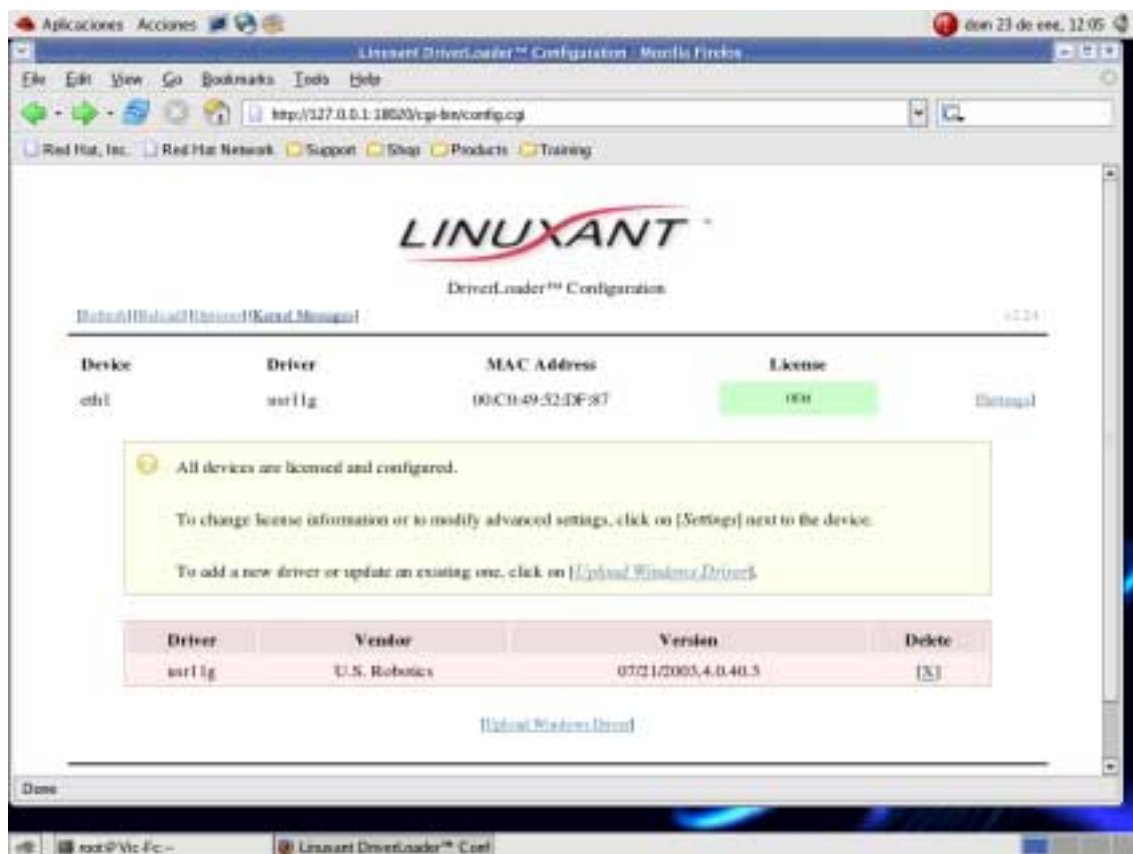 Aplicaciones Acciones dom 23 de ene, 12:05
Linuxant DriverLoader™ Configuration - Mozilla Firefox
File Edit View Go Bookmarks Tools Help
http://127.0.0.1:18020/cgi-bin/config.cgi
Red Hat, Inc. Red Hat Network Support Shop Products Training
LINUXANT
DriverLoader™ Configuration
[Refresh][Reload][Options][Kernel Messages]
Device Driver MAC Address License
eth1 usr11g 00:C0:49:52:DF:87 [Settings]
All devices are licensed and configured.
To change license information or to modify advanced settings, click on [Settings] next to the device.
To add a new driver or update an existing one, click on [Upload Windows Driver].
Driver Vendor Version Delete
usr11g U.S. Robotics 07/21/2003,4.0.40.3 [X]
[Upload Windows Driver]
Done
root@Vic-Fc:~ Linuxant DriverLoader™ Conf